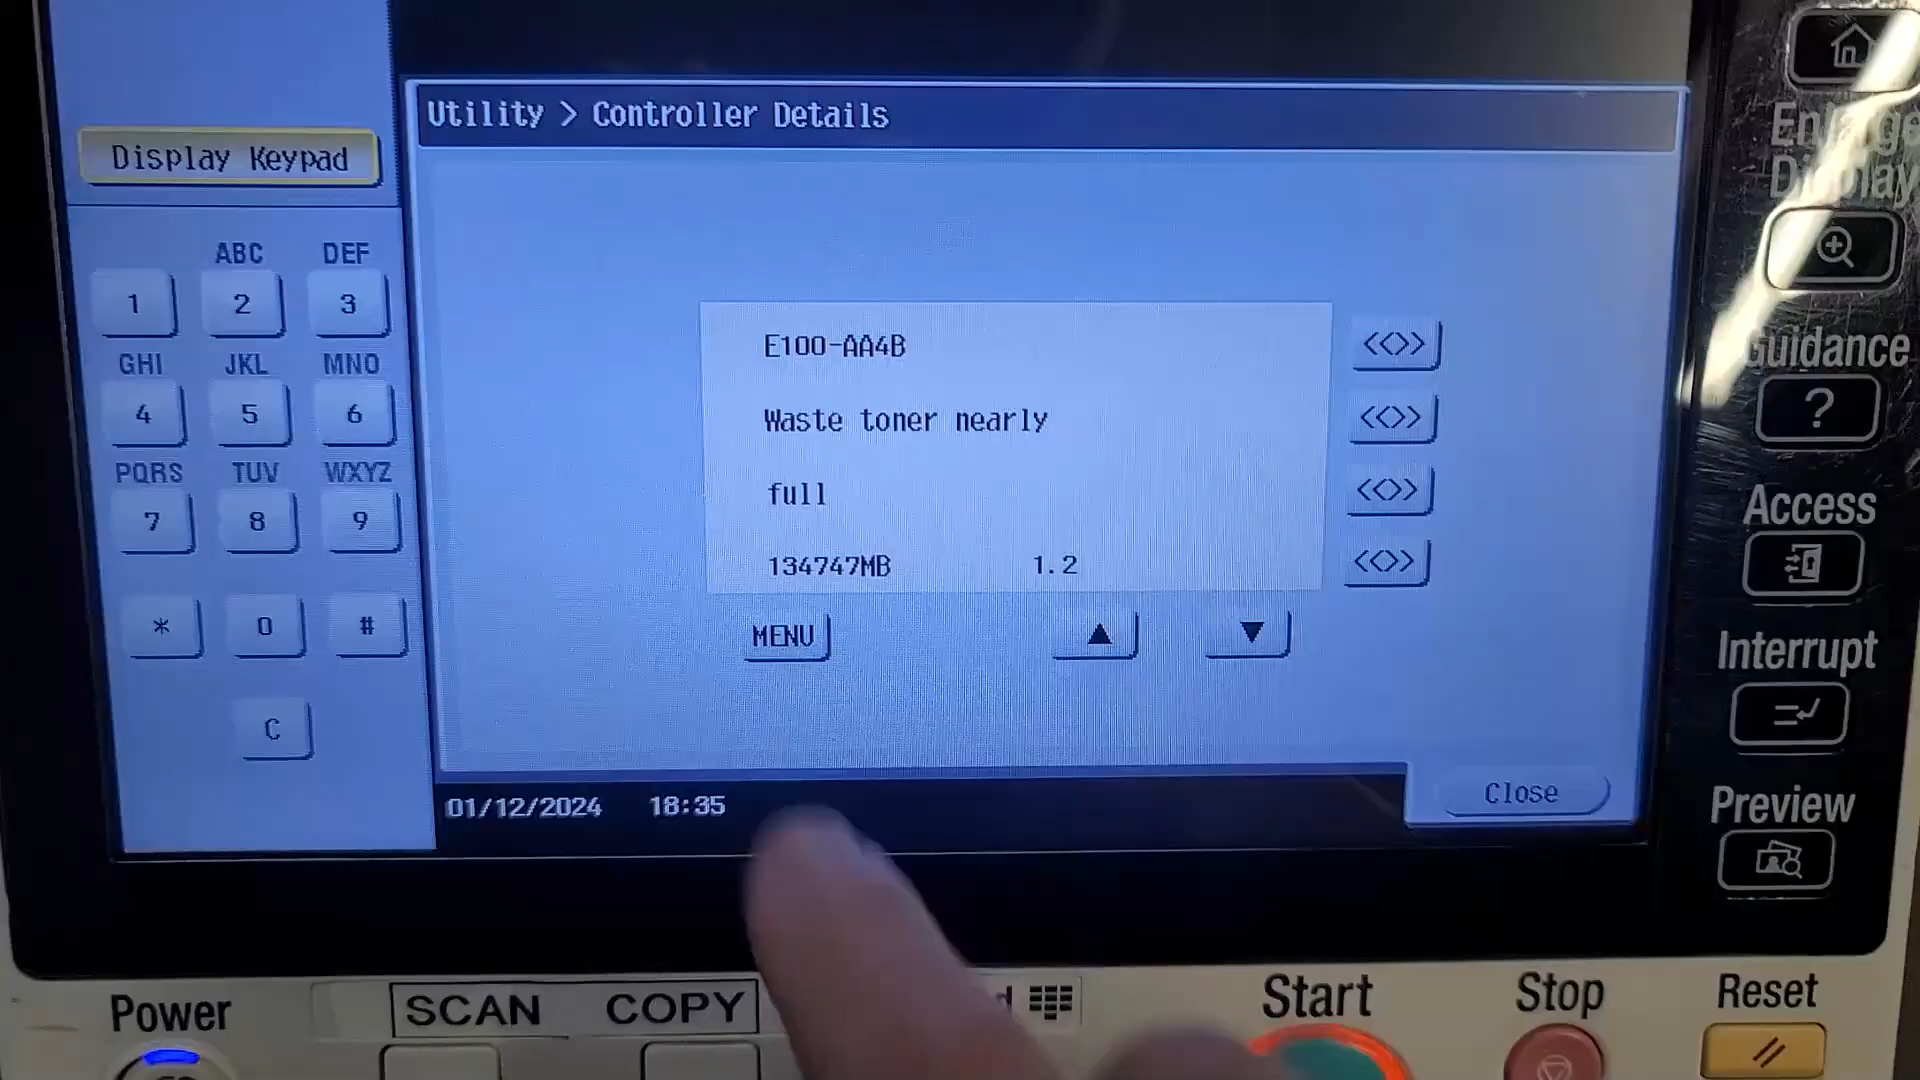 Utility > Controller Details
Display Keypad
ABC DEF
1 2 3
GHI JKL MNO
4 5 6
PQRS TUV WXYZ
7 8 9
* 0 #
C
E100-AA4B
Waste toner nearly
full
134747MB 1.2
<<>>
<<>>
<<>>
<<>>
MENU ▲ ▼
01/12/2024 18:35
Close
Enlarge
Display
Guidance
?
Access
Interrupt
Preview
Power
SCAN COPY
Start
Stop
Reset